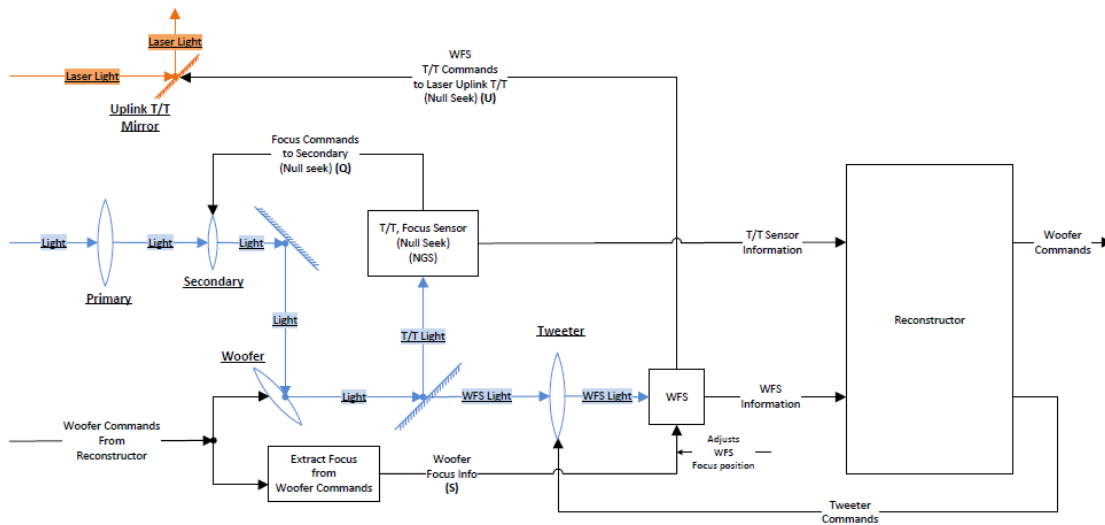 Laser Light
Laser Light
Uplink T/T
Mirror
WFS
T/T Commands
to Laser Uplink T/T
(Null Seek) (U)
Focus Commands
to Secondary
(Null seek) (Q)
Light
Light
Light
Primary
Secondary
T/T, Focus Sensor
(Null Seek)
(NGS)
T/T Sensor
Information
Woofer
Commands
Reconstructor
Light
T/T Light
Woofer
Tweeter
Light
WFS Light
WFS Light
WFS
WFS
Information
Woofer Commands
From
Reconstructor
Extract Focus
from
Woofer Commands
Woofer
Focus Info
(S)
Adjusts
WFS
Focus position
Tweeter
Commands